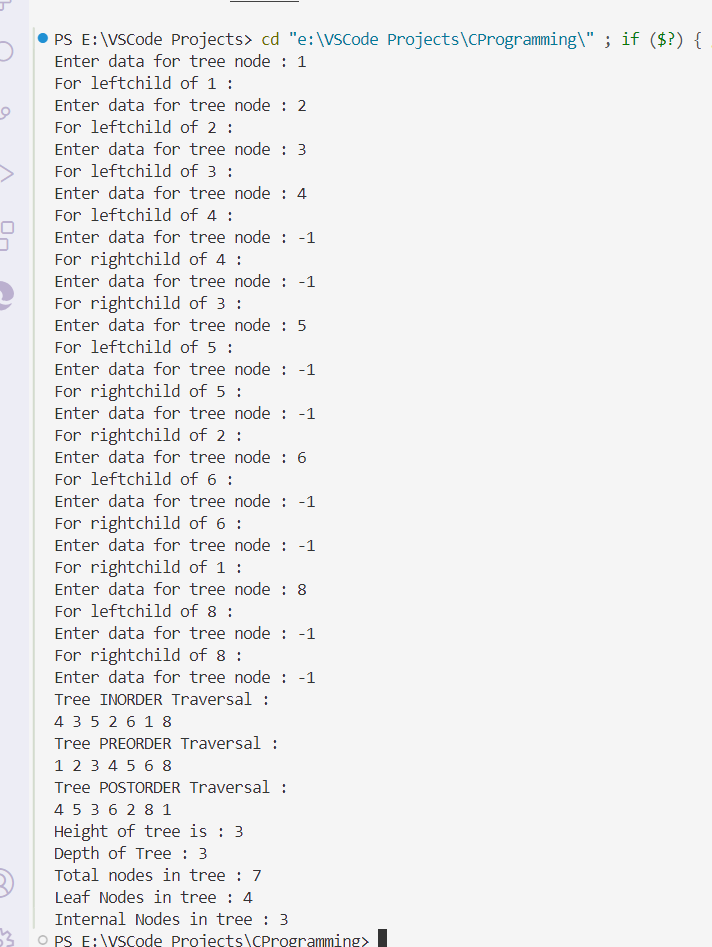 PS E:\VSCode Projects> cd "e:\VSCode Projects\CProgramming\" ; if ($?) {
Enter data for tree node : 1
For leftchild of 1 :
Enter data for tree node : 2
For leftchild of 2 :
Enter data for tree node : 3
For leftchild of 3 :
Enter data for tree node : 4
For leftchild of 4 :
Enter data for tree node : -1
For rightchild of 4 :
Enter data for tree node : -1
For rightchild of 3 :
Enter data for tree node : 5
For leftchild of 5 :
Enter data for tree node : -1
For rightchild of 5 :
Enter data for tree node : -1
For rightchild of 2 :
Enter data for tree node : 6
For leftchild of 6 :
Enter data for tree node : -1
For rightchild of 6 :
Enter data for tree node : -1
For rightchild of 1 :
Enter data for tree node : 8
For leftchild of 8 :
Enter data for tree node : -1
For rightchild of 8 :
Enter data for tree node : -1
Tree INORDER Traversal :
4 3 5 2 6 1 8
Tree PREORDER Traversal :
1 2 3 4 5 6 8
Tree POSTORDER Traversal :
4 5 3 6 2 8 1
Height of tree is : 3
Depth of Tree : 3
Total nodes in tree : 7
Leaf Nodes in tree : 4
Internal Nodes in tree : 3
PS E:\VSCode Projects\CProgramming>